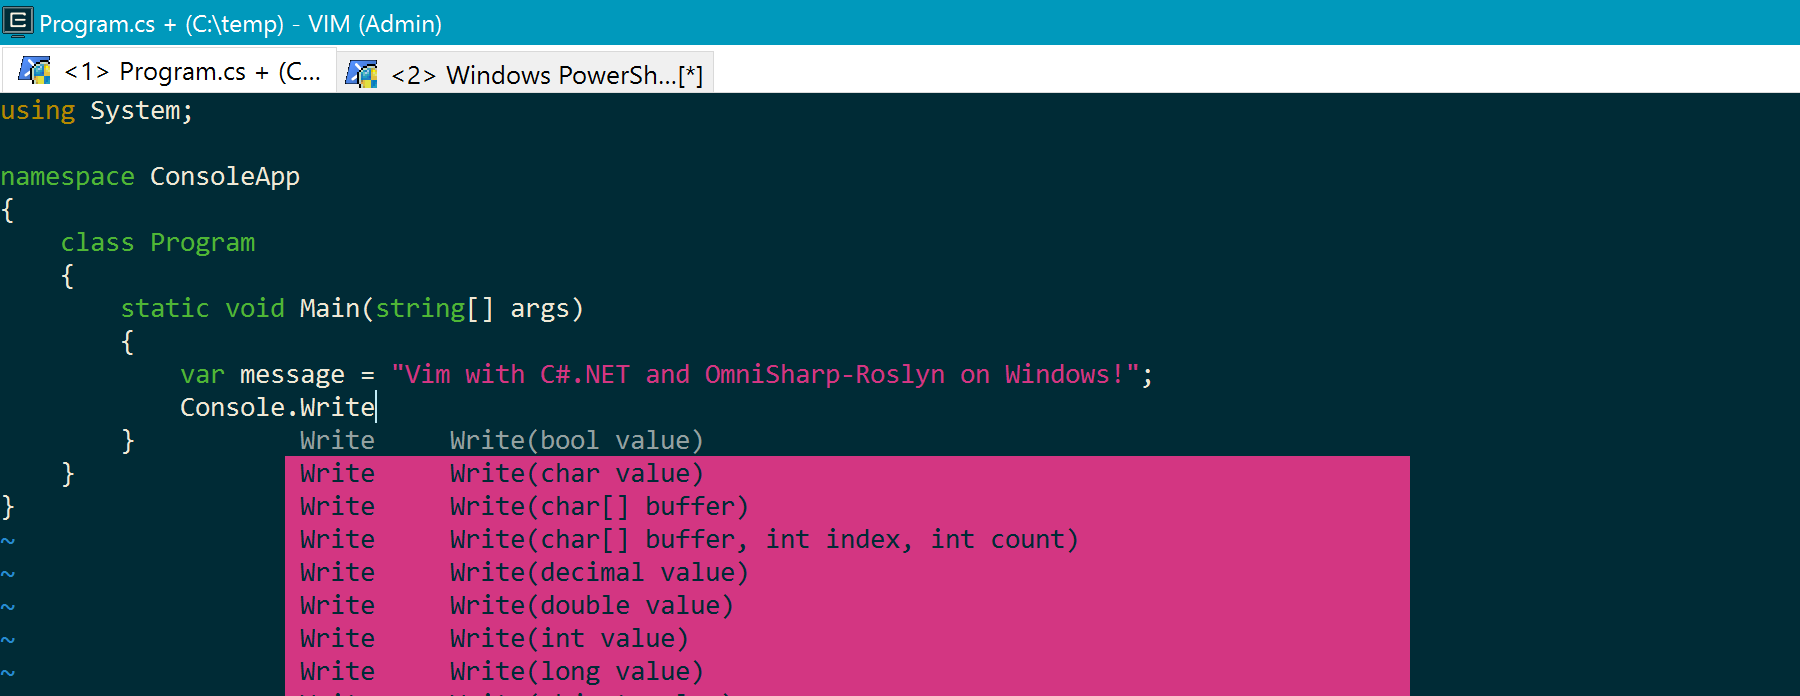 Program.cs + (C:\temp) - VIM (Admin)
<1> Program.cs + (C... <2> Windows PowerSh...[*]
using System;
namespace ConsoleApp
{
    class Program
    {
        static void Main(string[] args)
        {
            var message = "Vim with C#.NET and OmniSharp-Roslyn on Windows!";
            Console.Write
        }           Write     Write(bool value)
    }               Write     Write(char value)
}                   Write     Write(char[] buffer)
~                   Write     Write(char[] buffer, int index, int count)
~                   Write     Write(decimal value)
~                   Write     Write(double value)
~                   Write     Write(int value)
~                   Write     Write(long value)